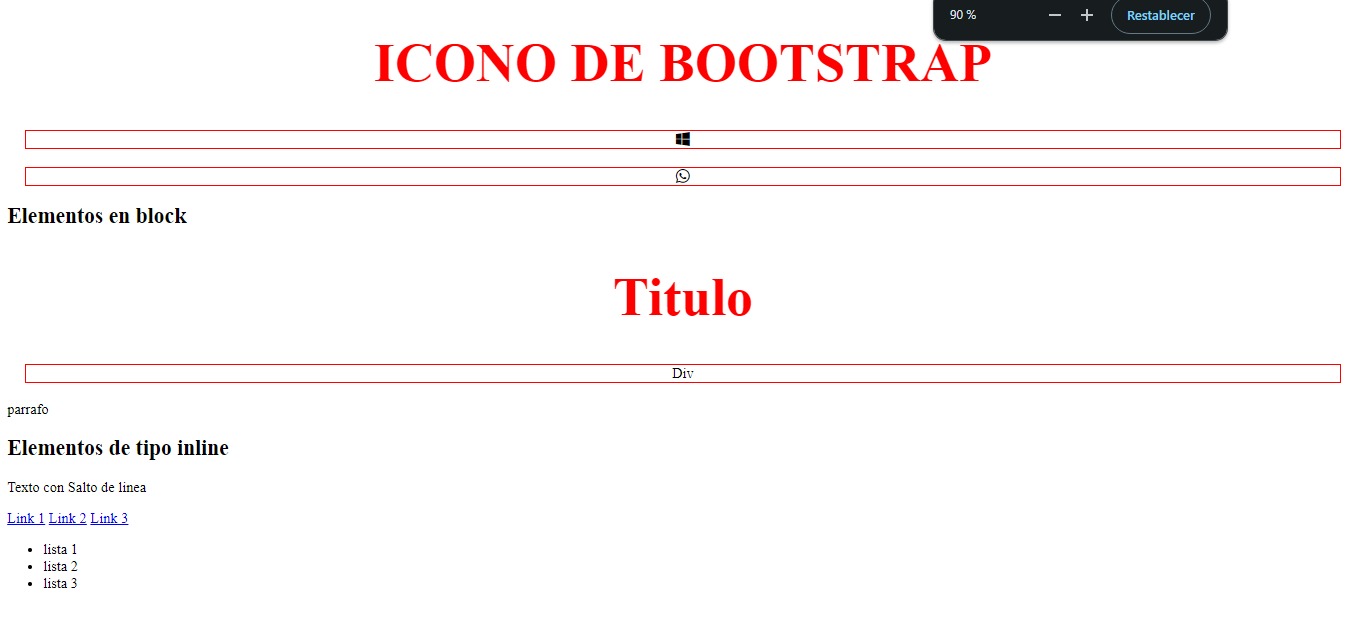 90 %
Restablecer
ICONO DE BOOTSTRAP
Elementos en block
Titulo
Div
parrafo
Elementos de tipo inline
Texto con Salto de linea
Link 1 Link 2 Link 3
lista 1
lista 2
lista 3